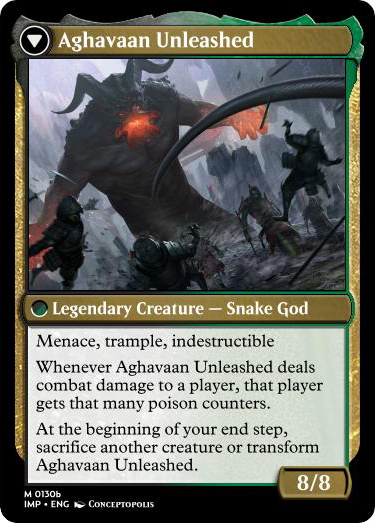 Aghavaan Unleashed
Legendary Creature — Snake God
Menace, trample, indestructible
Whenever Aghavaan Unleashed deals
combat damage to a player, that player
gets that many poison counters.
At the beginning of your end step,
sacrifice another creature or transform
Aghavaan Unleashed.
8/8
M 0130b
IMP • ENG Conceptopolis